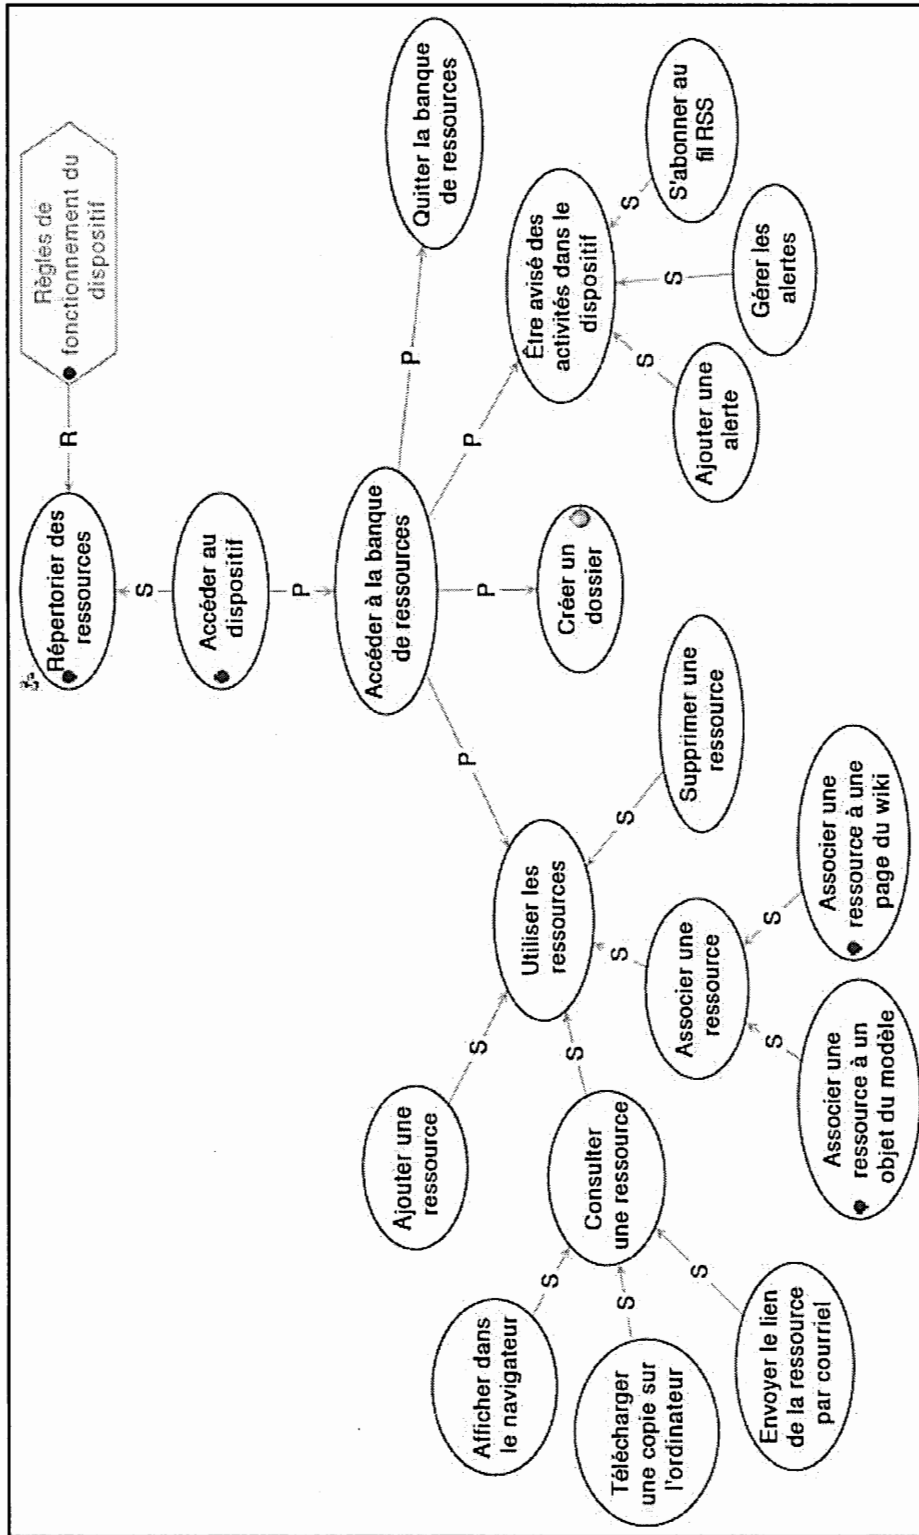 Règles de
fonctionnement du
dispositif
R
Répertorier des
ressources
S
Accéder au
dispositif
P
Accéder à la banque
de ressources
P
Quitter la banque
de ressources
P
Être avisé des
activités dans le
dispositif
S
S'abonner au
fil RSS
S
Gérer les
alertes
S
Ajouter une
alerte
P
Créer un
dossier
P
Utiliser les
ressources
S
Supprimer une
ressource
S
Associer une
ressource
S
Associer une
ressource à une
page du wiki
S
Associer une
ressource à un
objet du modèle
S
Ajouter une
ressource
S
Consulter
une ressource
S
Afficher dans
le navigateur
S
Télécharger
une copie sur
l'ordinateur
S
Envoyer le lien
de la ressource
par courriel